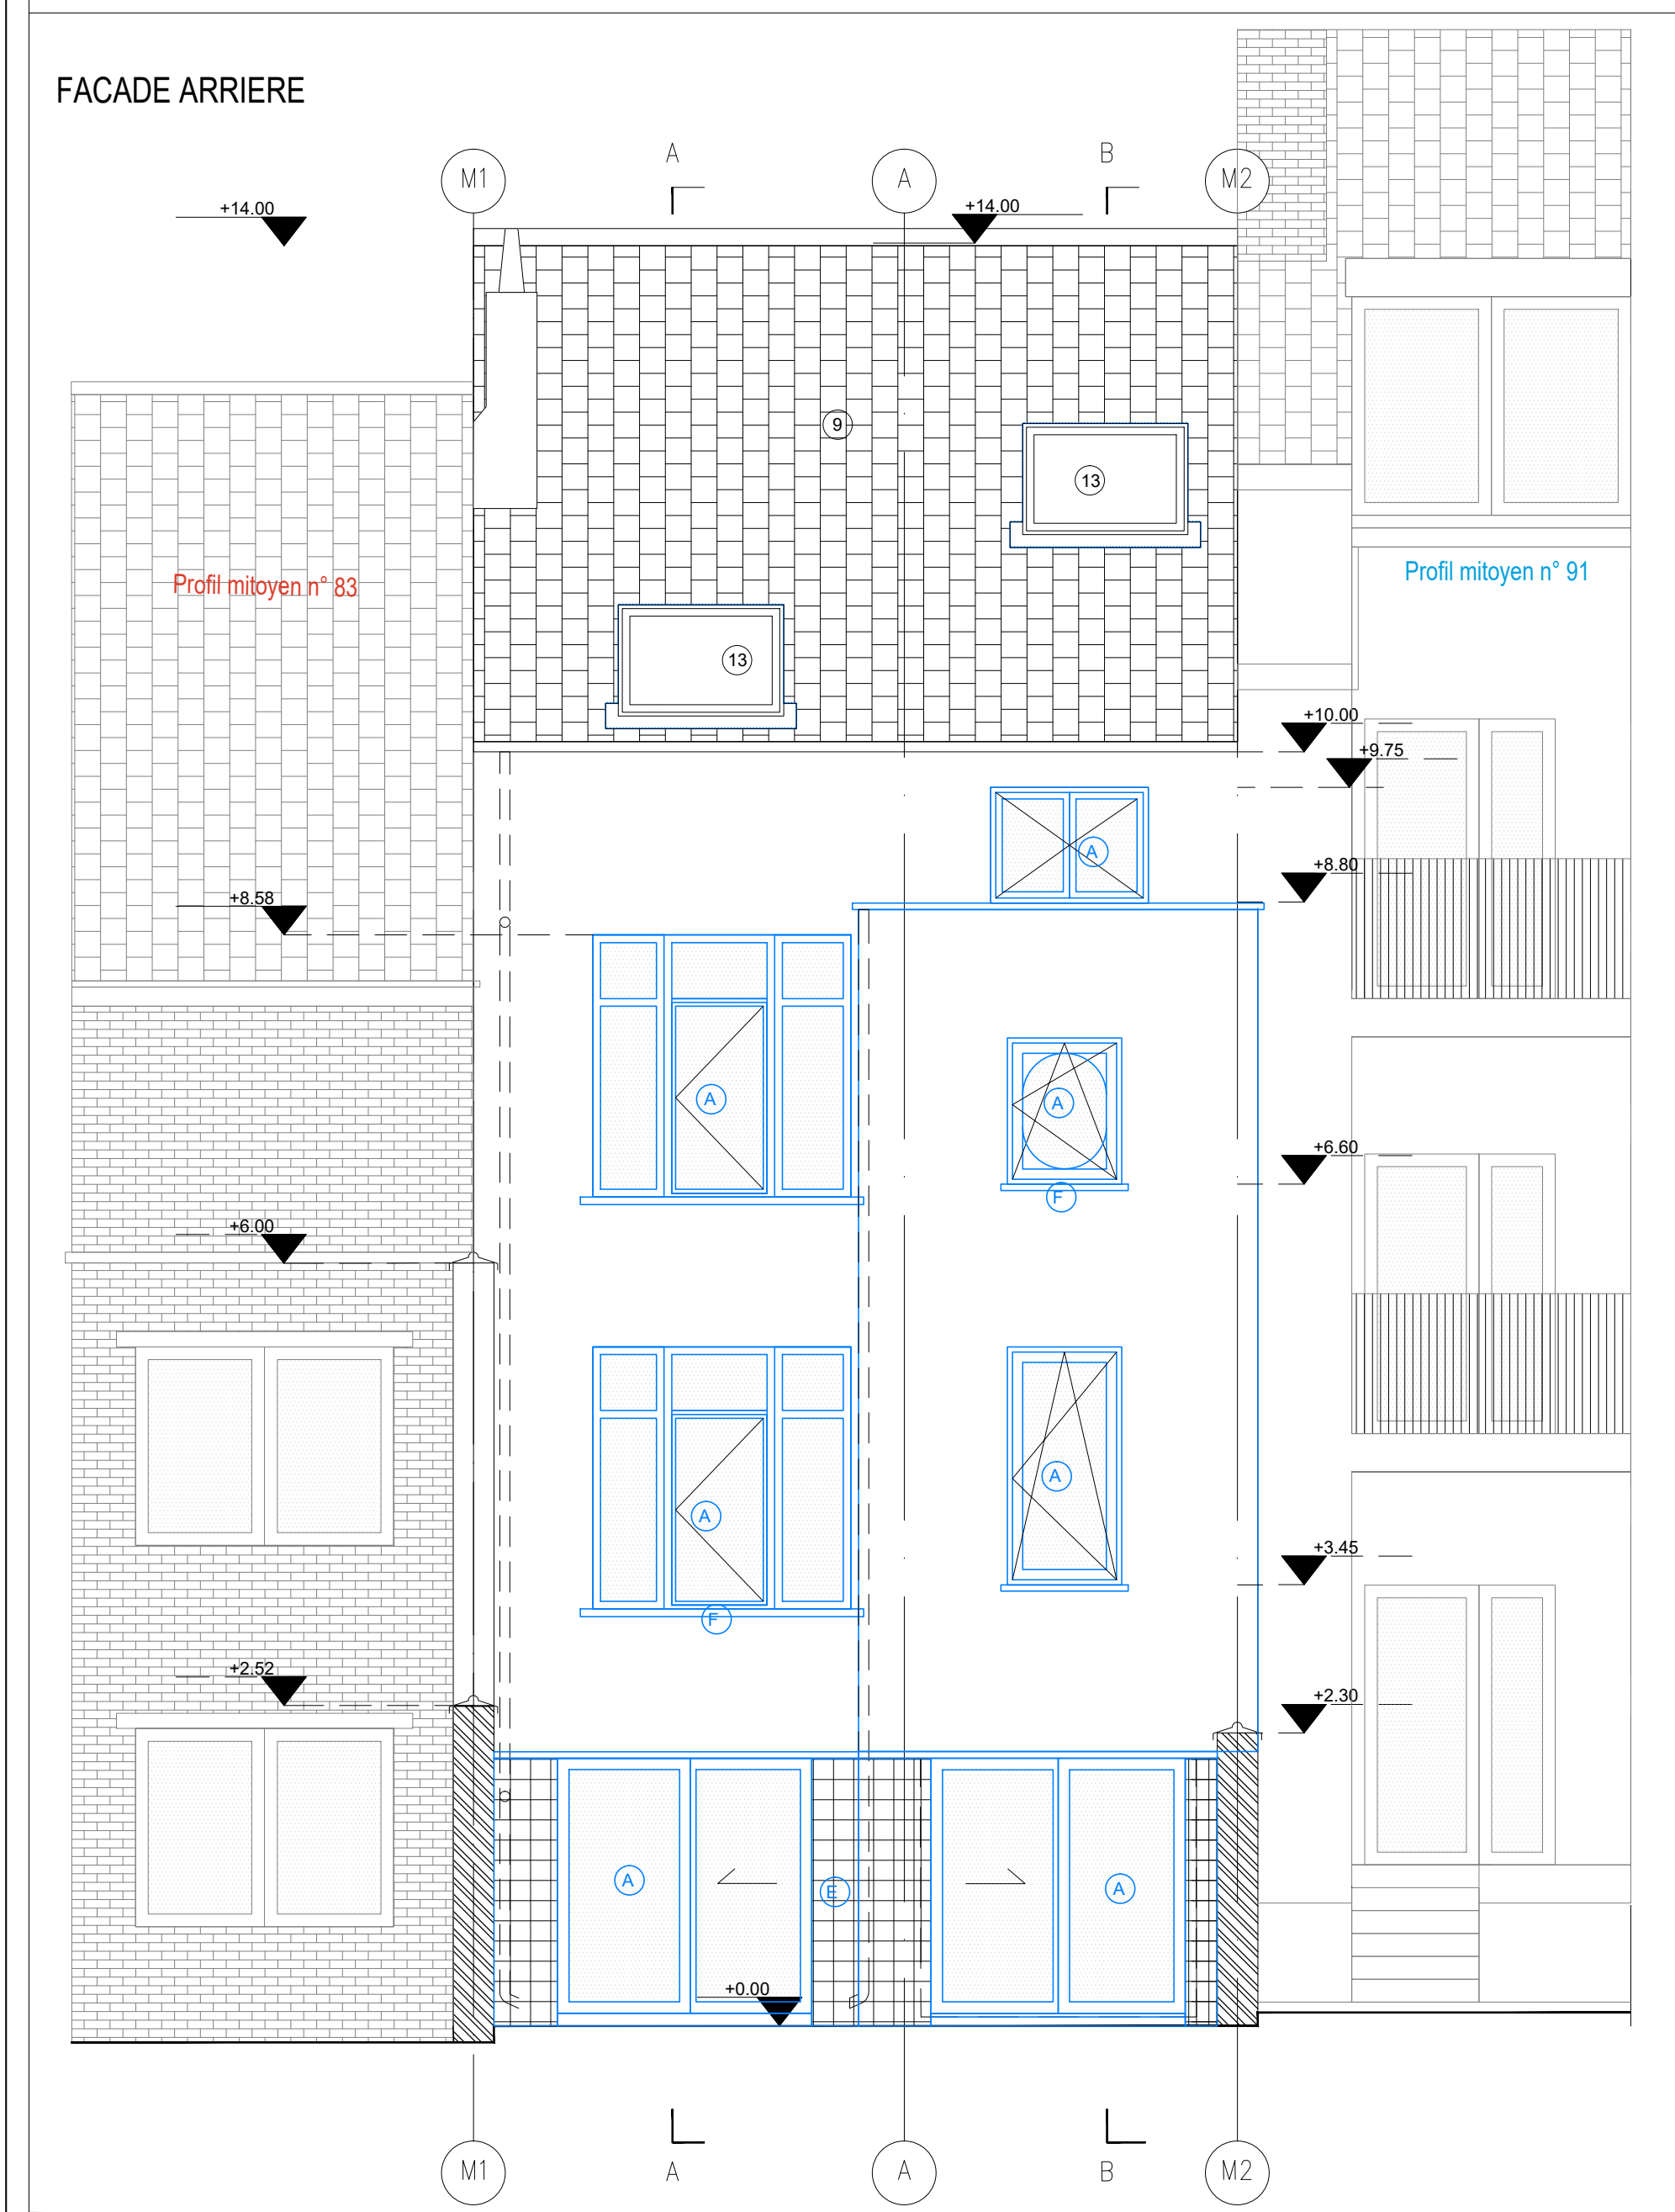 FACADE ARRIERE
A
B
M1
A
M2
+14.00
+14.00
9
13
Profil mitoyen n° 83
Profil mitoyen n° 91
13
+10.00
+9.75
A
+8.80
+8.58
A
A
+6.60
F
+6.00
A
A
+3.45
F
+2.52
+2.30
A
E
A
+0.00
M1
A
A
B
M2